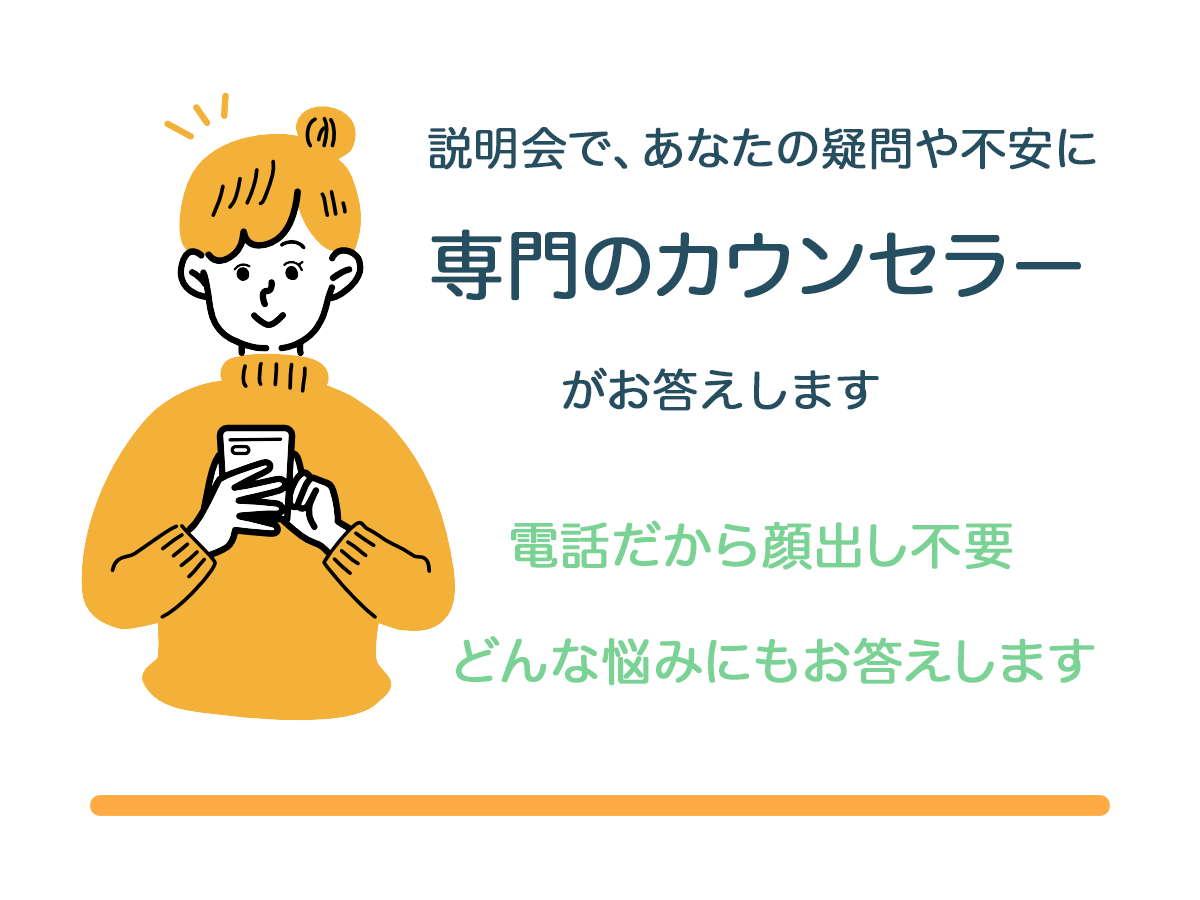 説明会で、あなたの疑問や不安に
専門のカウンセラー
がお答えします
電話だから顔出し不要
どんな悩みにもお答えします